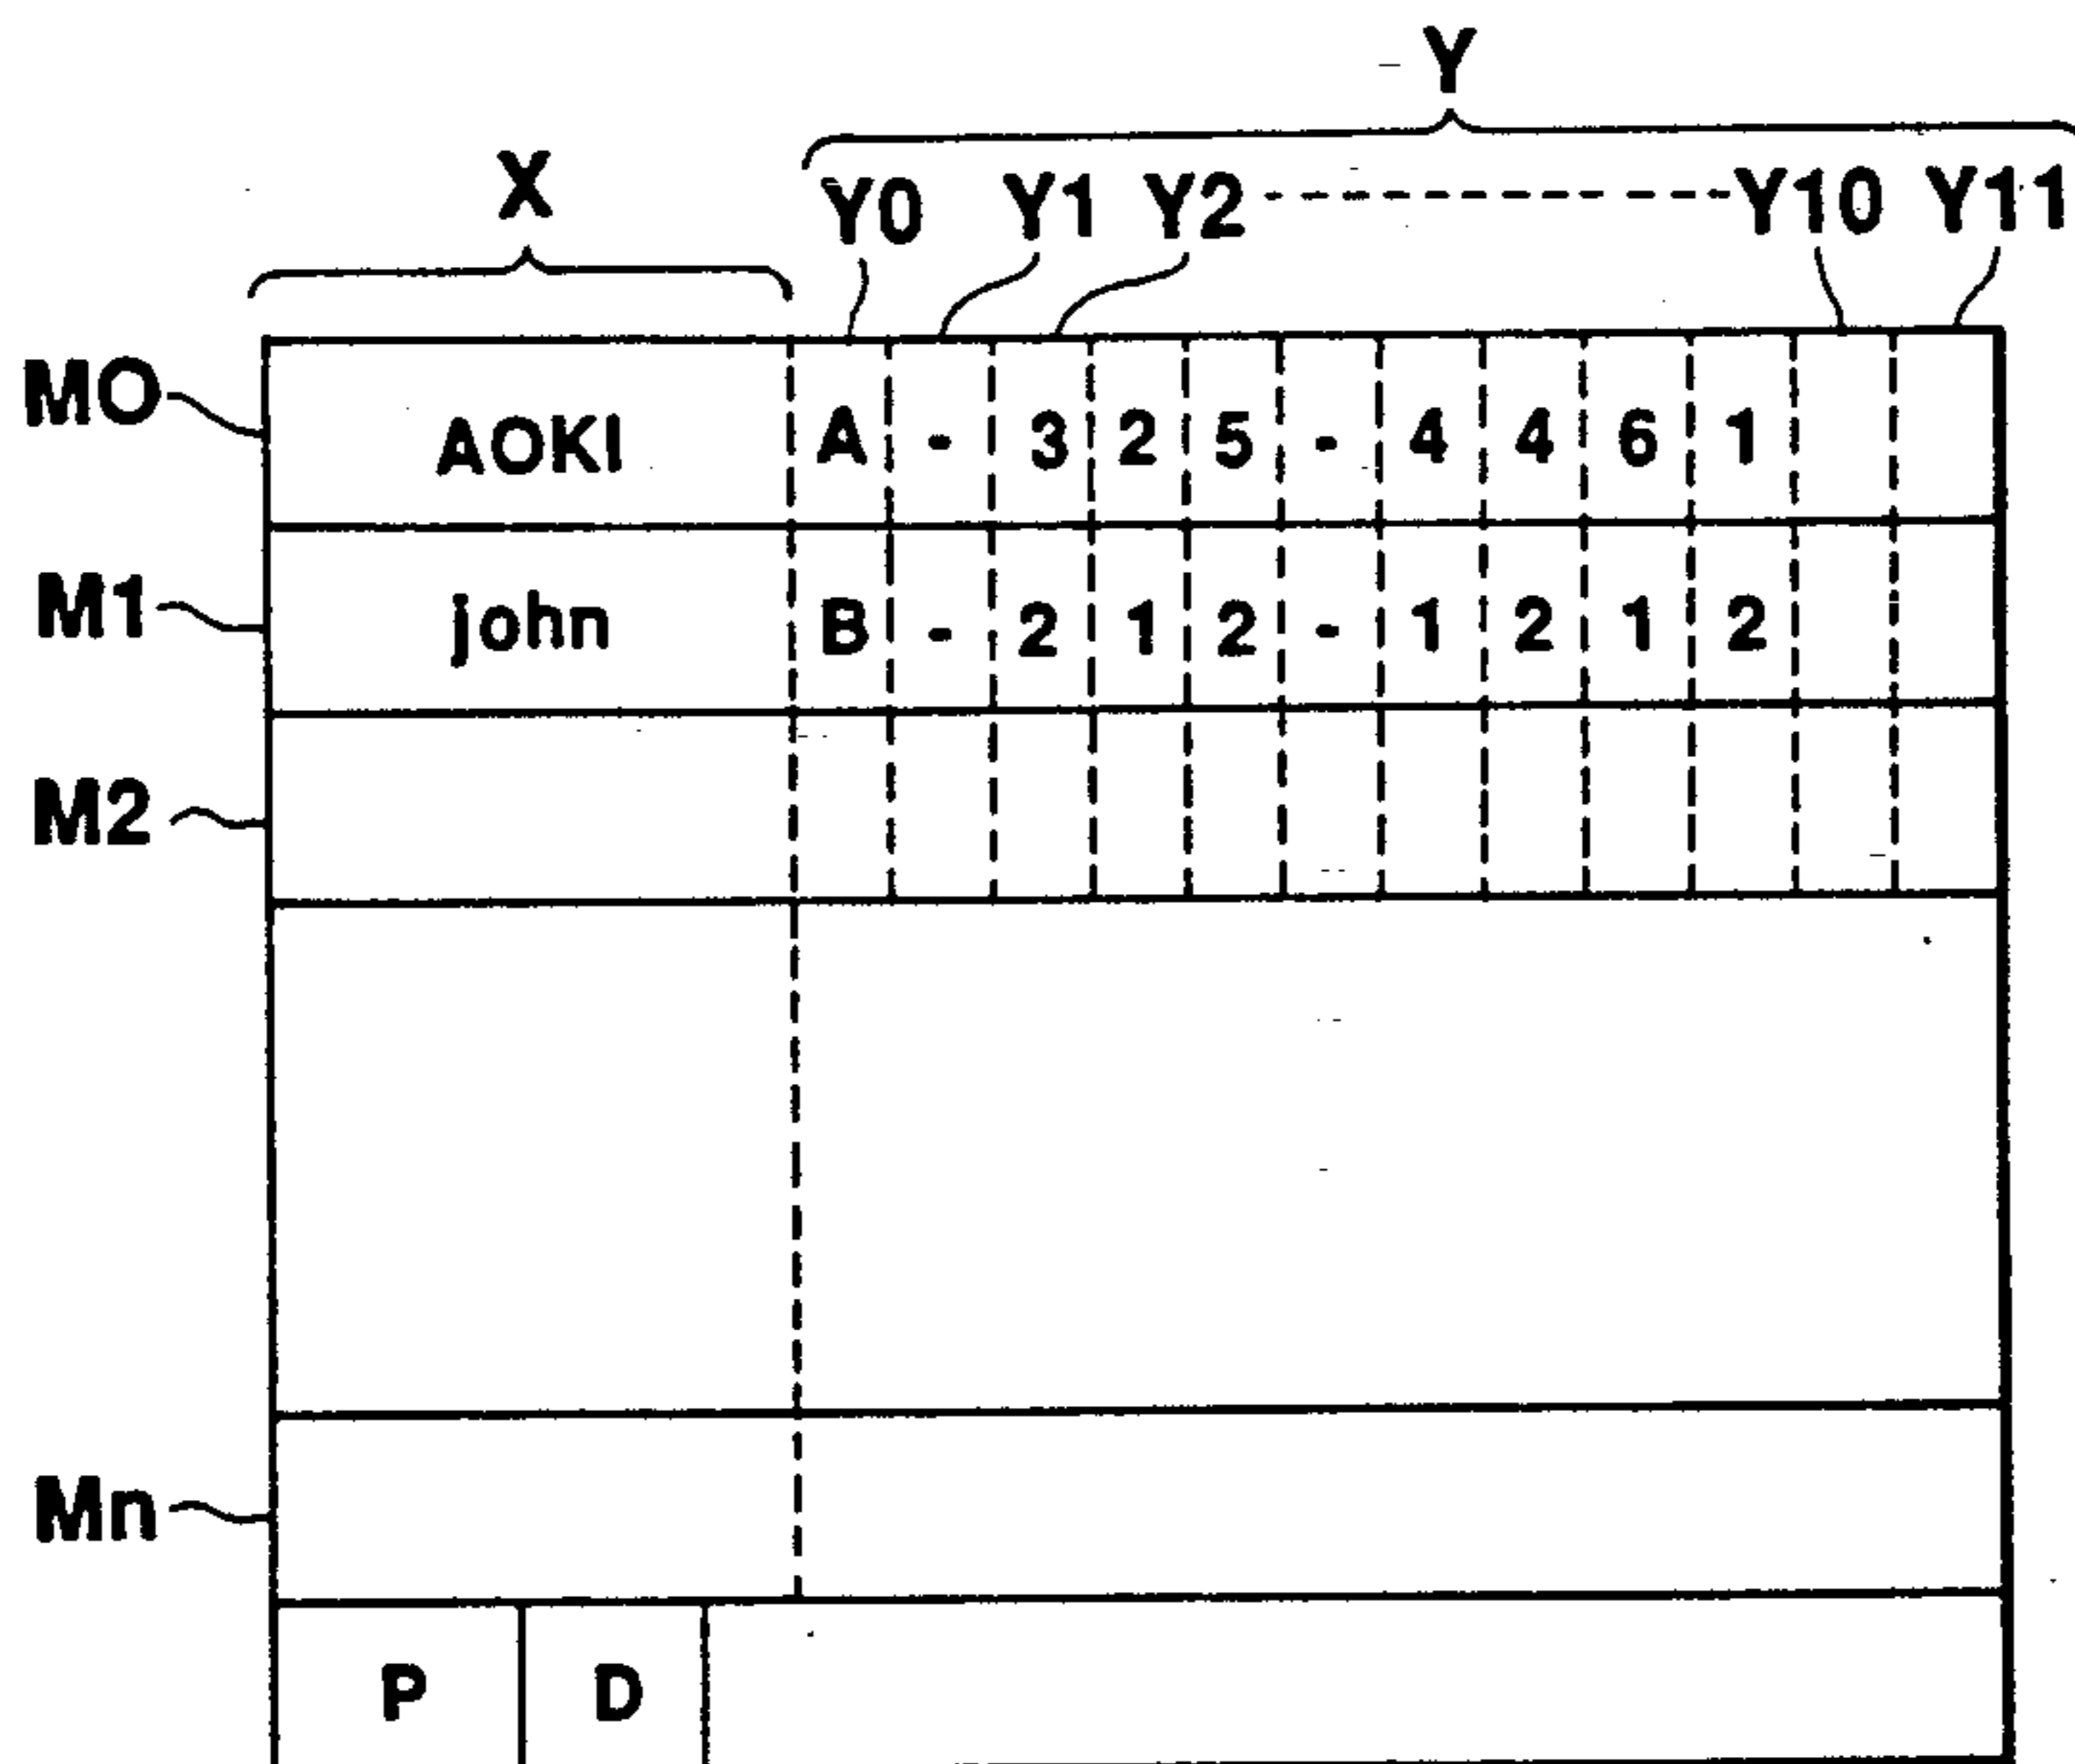 Y
X
Y0 Y1 Y2 ------------ Y10 Y11
M0 AOKI A - 3 2 5 - 4 4 6 1
M1 john B - 2 1 2 - 1 2 1 2
M2
Mn
P D